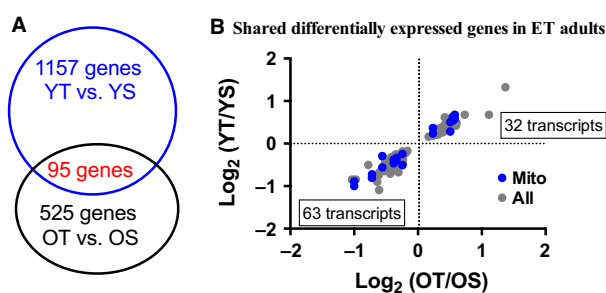 A
1157 genes
YT vs. YS
95 genes
525 genes
OT vs. OS
B Shared differentially expressed genes in ET adults
Log2 (YT/YS)
2
1
0
−1
−2
32 transcripts
63 transcripts
Mito
All
−2 −1 0 1 2
Log2 (OT/OS)